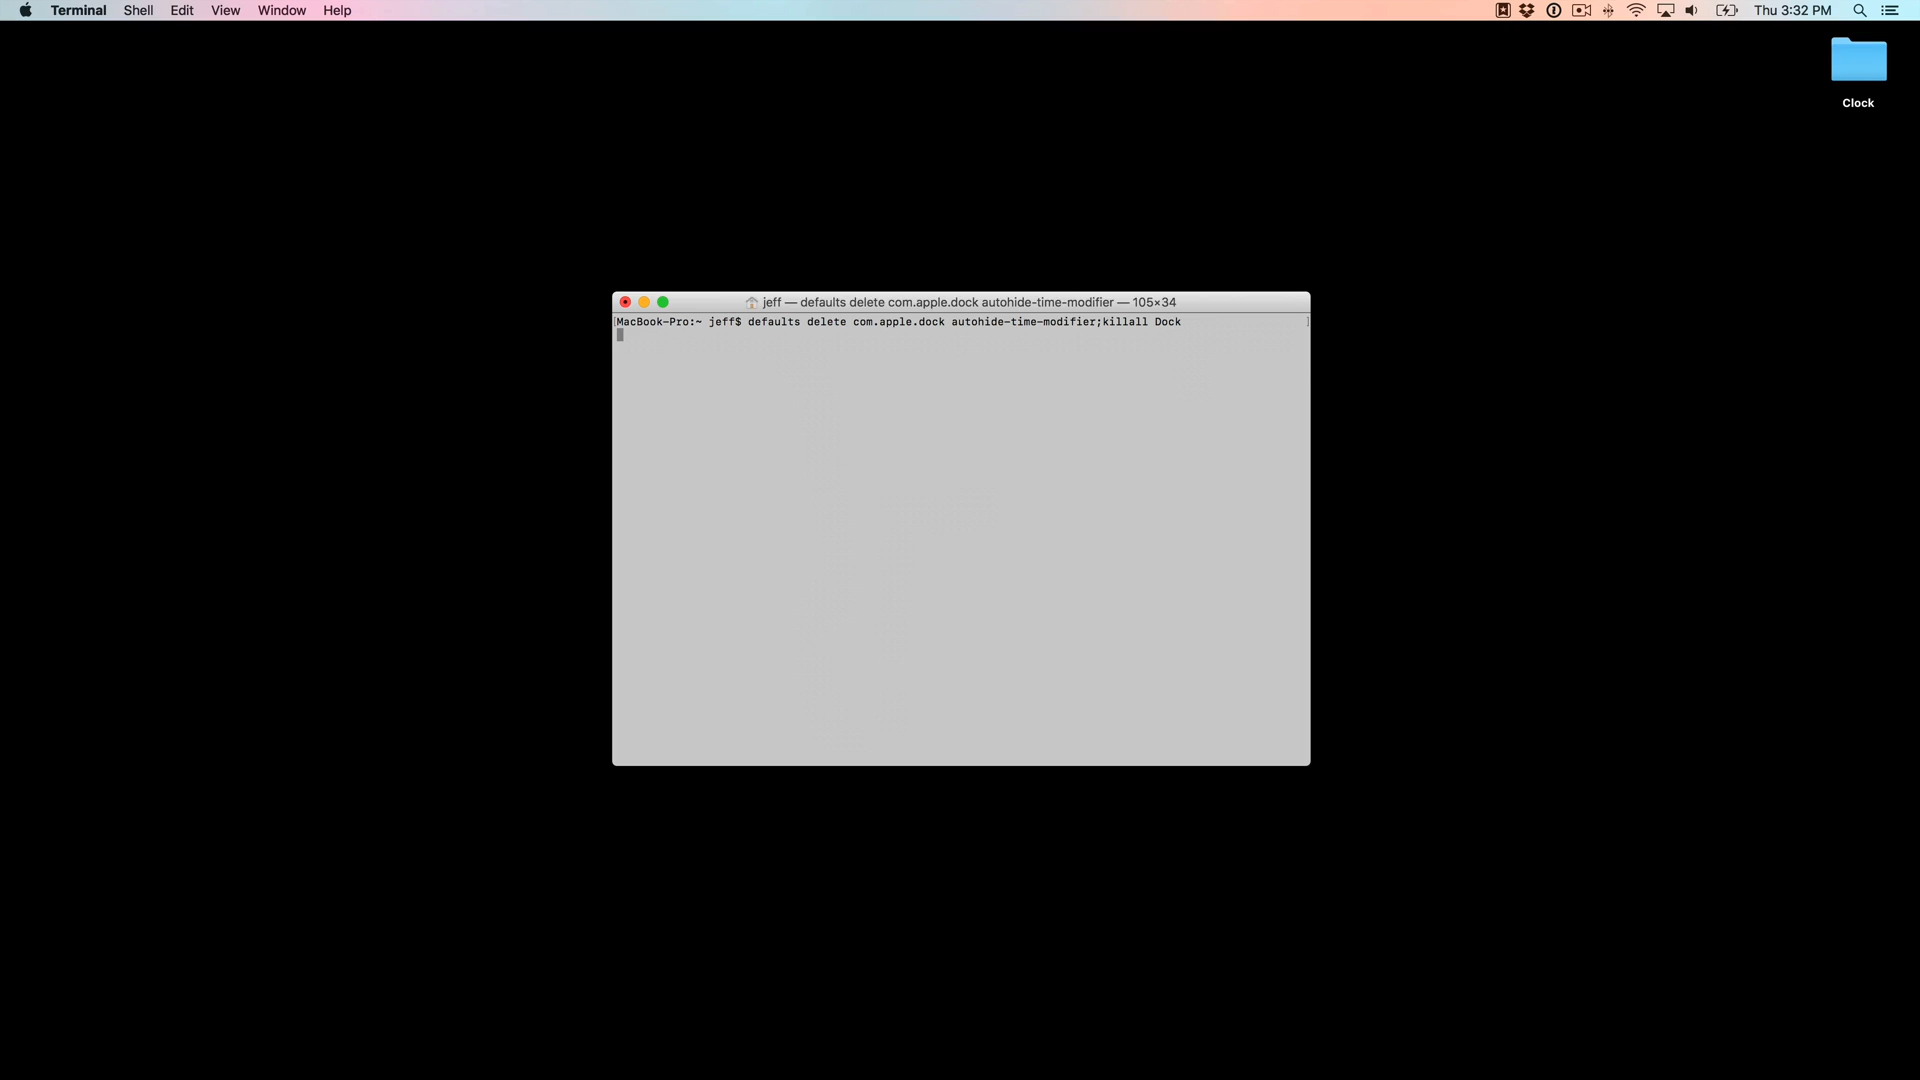 Terminal Shell Edit View Window Help Thu 3:32 PM
Clock
jeff — defaults delete com.apple.dock autohide-time-modifier — 105×34
[MacBook-Pro:~ jeff$ defaults delete com.apple.dock autohide-time-modifier;killall Dock ]